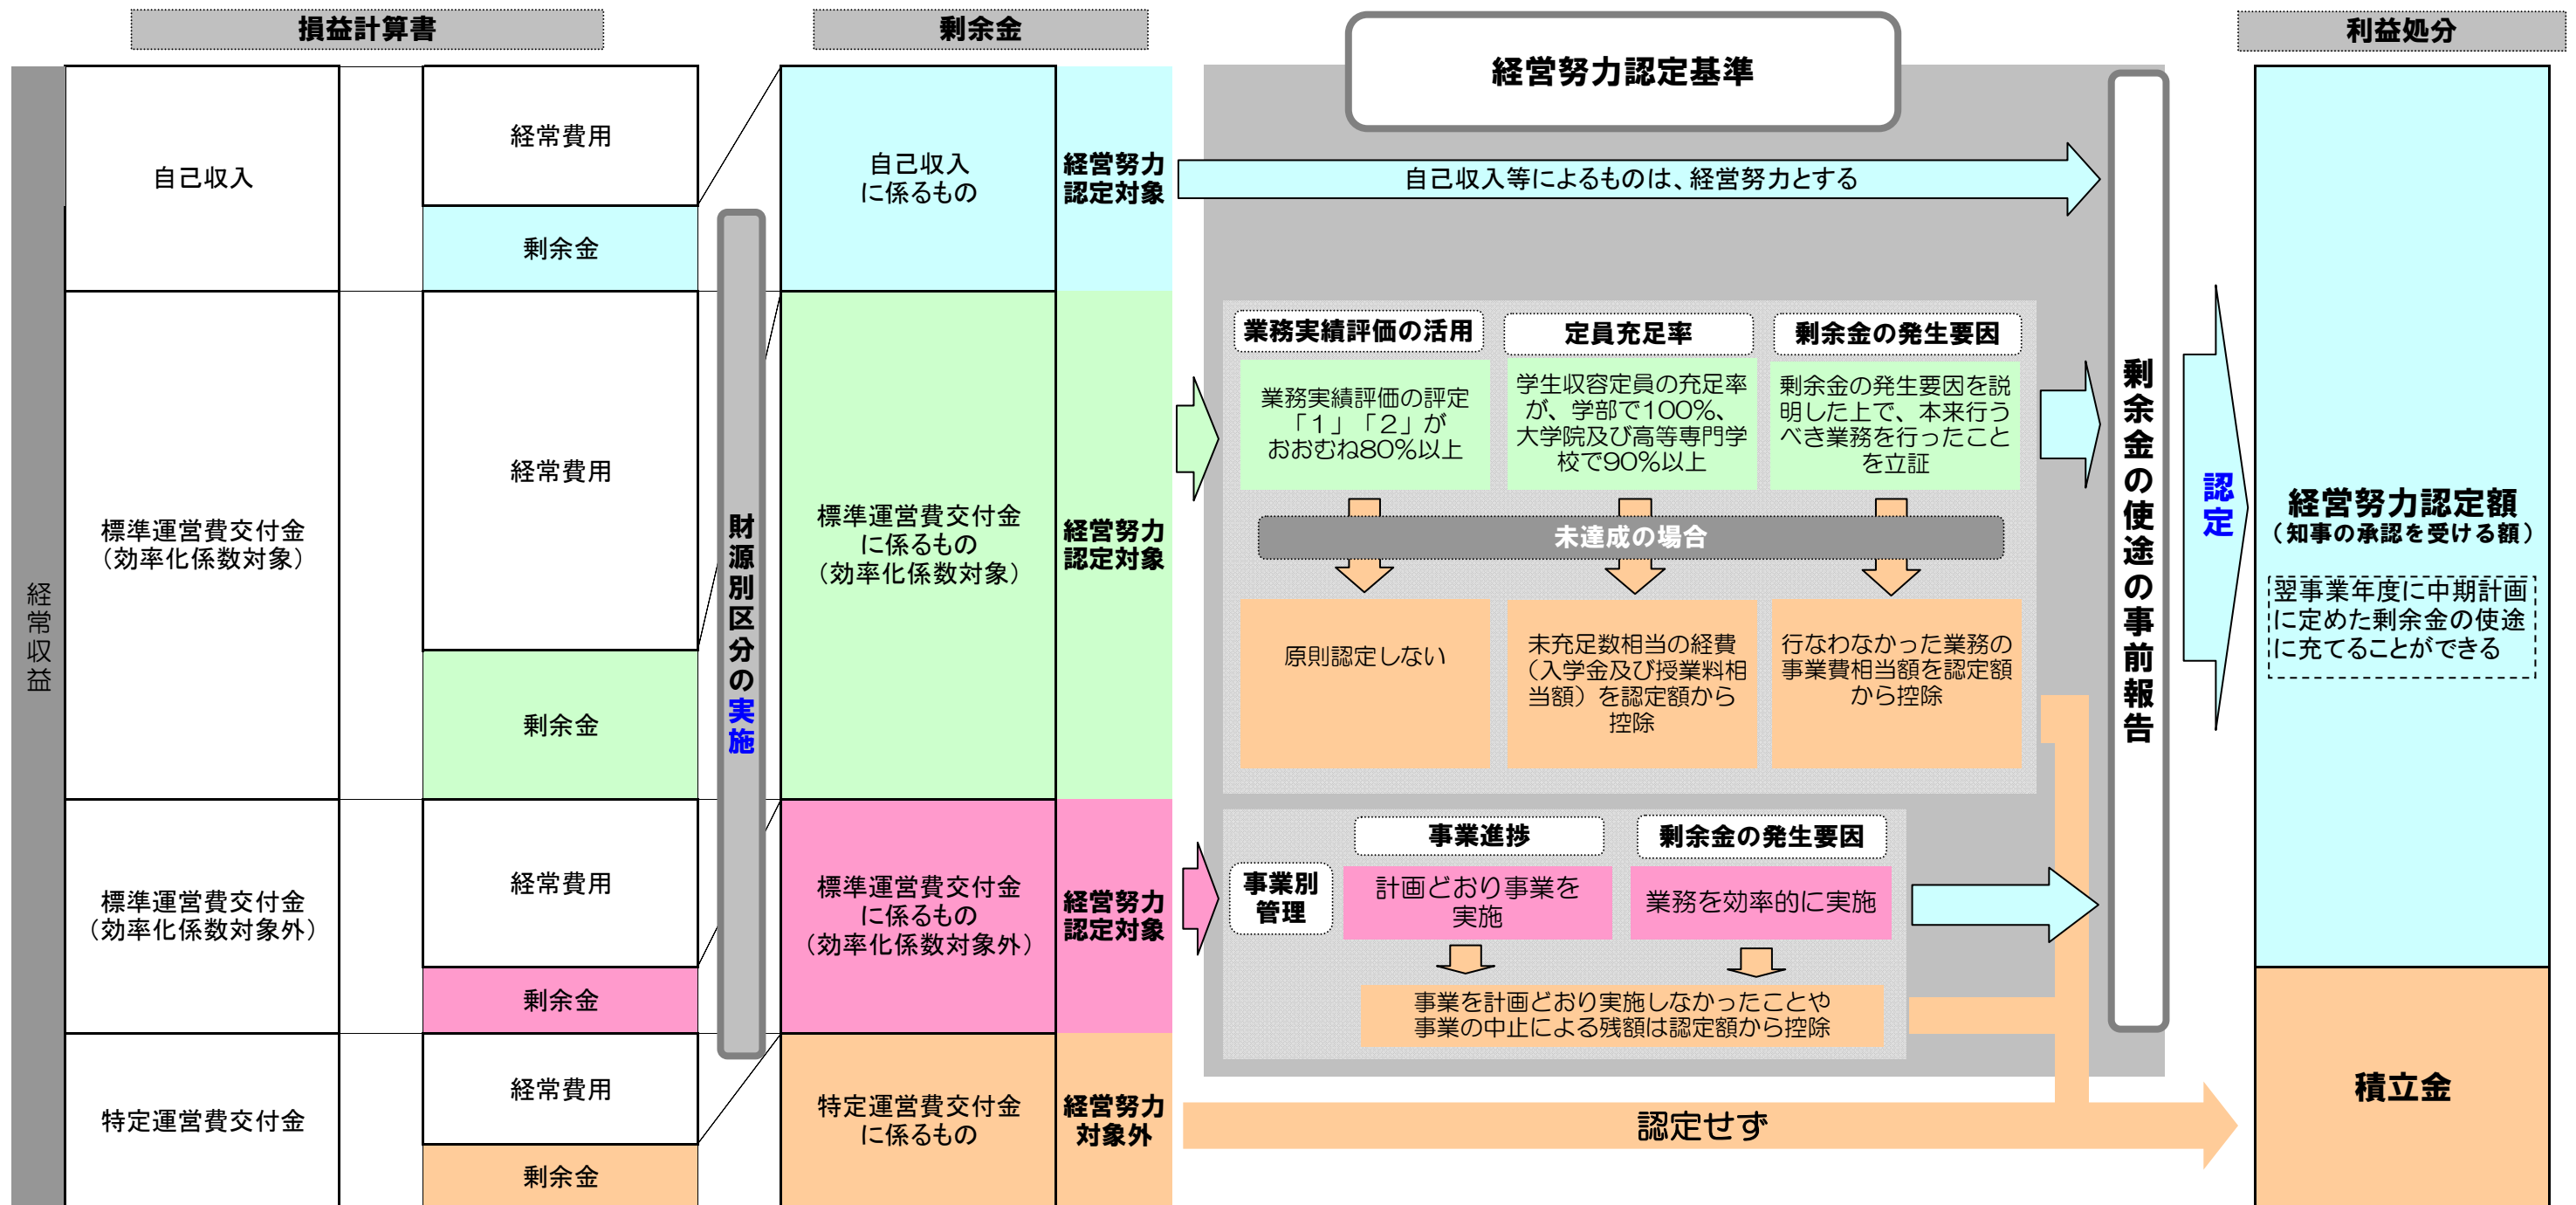 損益計算書
剰余金
経営努力認定基準
利益処分
経常収益
自己収入
標準運営費交付金
（効率化係数対象）
標準運営費交付金
（効率化係数対象外）
特定運営費交付金
経常費用
剰余金
経常費用
剰余金
経常費用
剰余金
経常費用
剰余金
財源別区分の実施
自己収入
に係るもの
経営努力
認定対象
標準運営費交付金
に係るもの
（効率化係数対象）
経営努力
認定対象
標準運営費交付金
に係るもの
（効率化係数対象外）
経営努力
認定対象
特定運営費交付金
に係るもの
経営努力
対象外
自己収入等によるものは、経営努力とする
業務実績評価の活用
定員充足率
剰余金の発生要因
業務実績評価の評定
「１」「２」が
おおむね80％以上
学生収容定員の充足率
が、学部で100％、
大学院及び高等専門学
校で90％以上
剰余金の発生要因を説
明した上で、本来行う
べき業務を行ったこと
を立証
未達成の場合
原則認定しない
未充足数相当の経費
（入学金及び授業料相
当額）を認定額から
控除
行なわなかった業務の
事業費相当額を認定額
から控除
事業別
管理
事業進捗
剰余金の発生要因
計画どおり事業を
実施
業務を効率的に実施
事業を計画どおり実施しなかったことや
事業の中止による残額は認定額から控除
認定せず
剰余金の使途の事前報告
認定
経営努力認定額
（知事の承認を受ける額）
翌事業年度に中期計画
に定めた剰余金の使途
に充てることができる
積立金